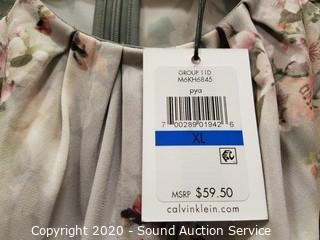 GROUP 11D
M6KH6845
pya
7 00289 01942 6
XL
MSRP $59.50
calvinklein.com
Copyright 2020 - Sound Auction Service